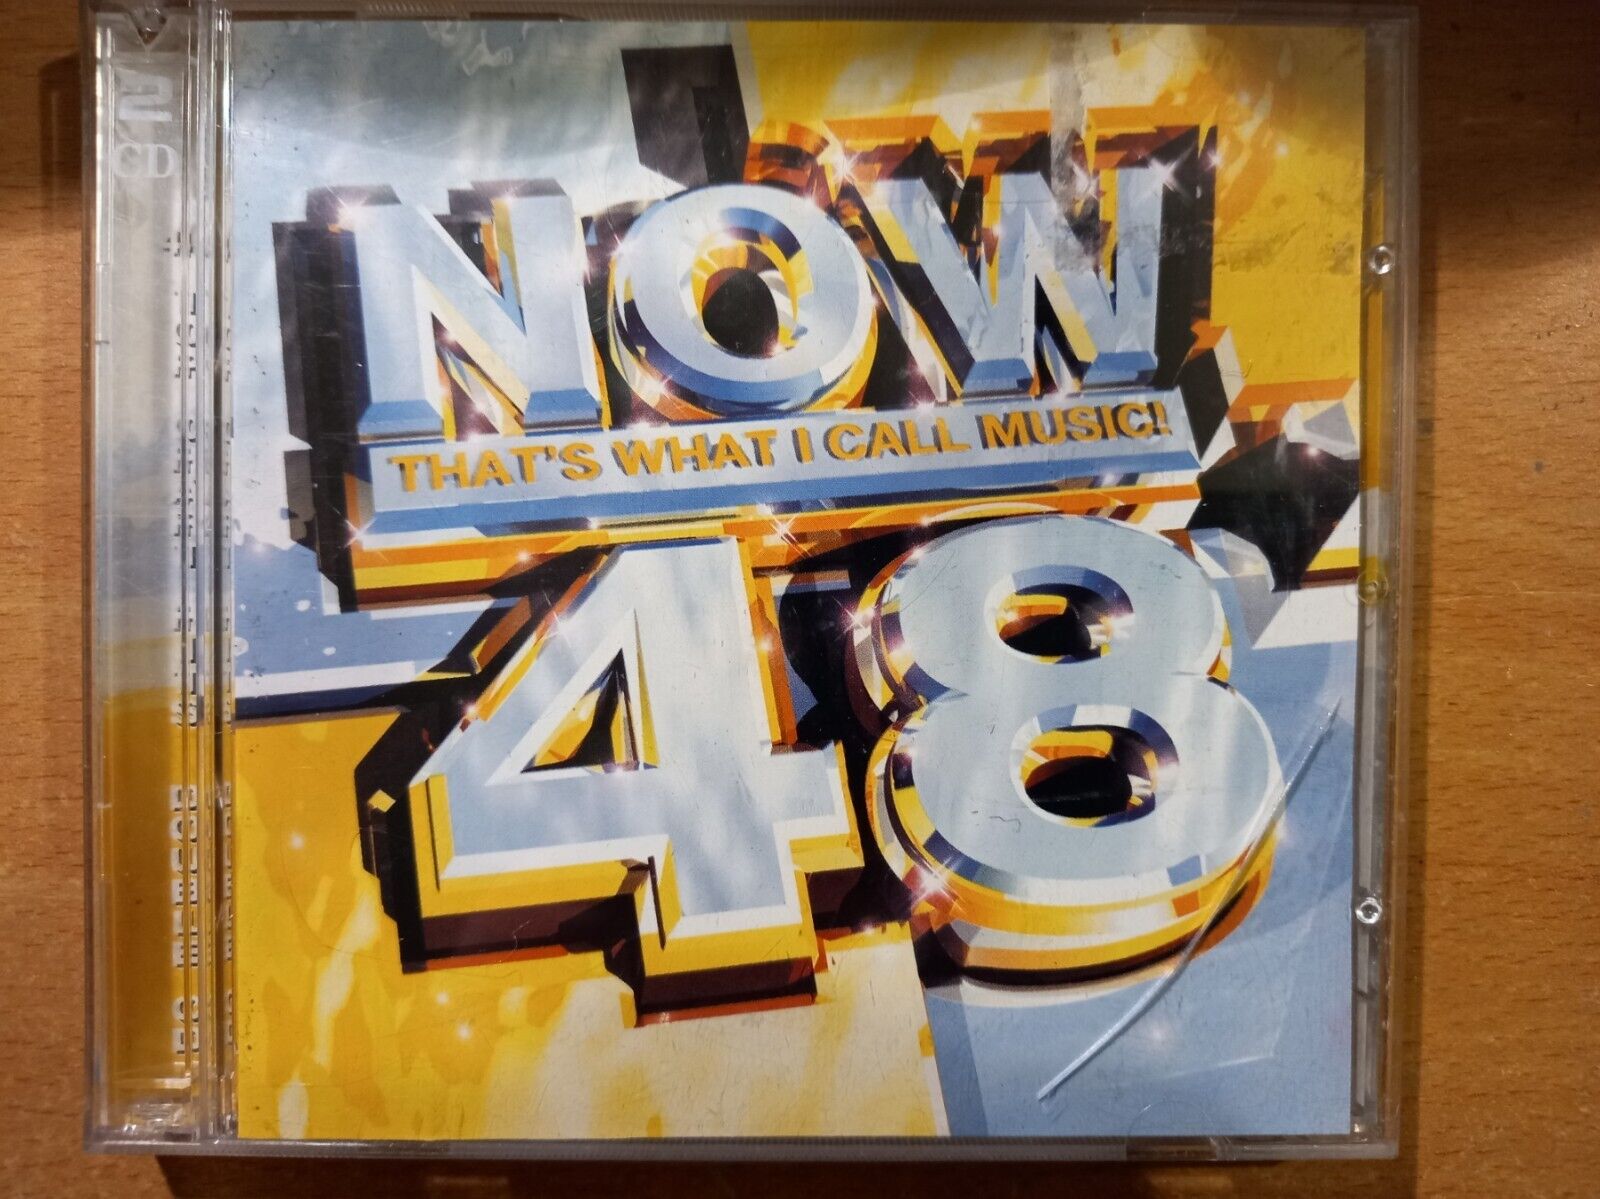 2
CD
NOW
THAT'S WHAT I CALL MUSIC!
48